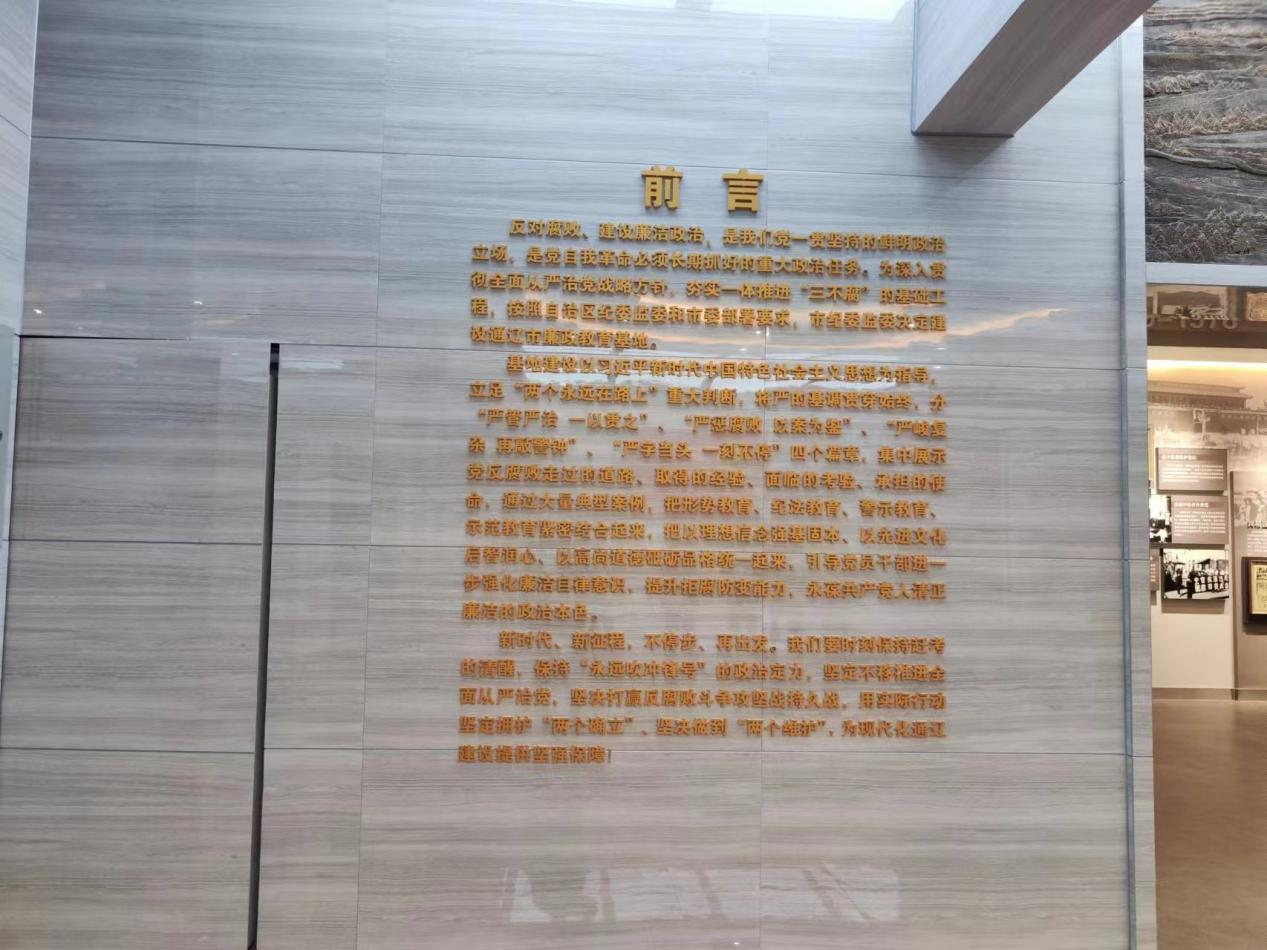 前言
反对腐败、建设廉洁政治，是我们党一贯坚持的鲜明政治
立场，是党自我革命必须长期抓好的重大政治任务。为深入贯
彻全面从严治党战略方针，夯实一体推进“三不腐”的基础工
程，按照自治区纪委监委和市委部署要求，市纪委监委决定建
设通辽市廉政教育基地。
基地建设以习近平新时代中国特色社会主义思想为指导，
立足“两个永远在路上”重大判断，将严的基调贯穿始终，分
“严管严治 一以贯之”、“严惩腐败 以案为鉴”、“严峻复
杂 再敲警钟”、“严字当头 一刻不停”四个篇章，集中展示
党反腐败走过的道路、取得的经验、面临的考验、承担的使
命，通过大量典型案例，把形势教育、纪法教育、警示教育、
示范教育紧密结合起来，把以理想信念强基固本、以先进文化
启智润心、以高尚道德砥砺品格统一起来，引导党员干部进一
步强化廉洁自律意识，提升拒腐防变能力，永葆共产党人清正
廉洁的政治本色。
新时代、新征程，不停步、再出发。我们要时刻保持赶考
的清醒，保持“永远吹冲锋号”的政治定力，坚定不移推进全
面从严治党，坚决打赢反腐败斗争攻坚战持久战，用实际行动
坚定拥护“两个确立”、坚决做到“两个维护”，为现代化通辽
建设提供坚强保障！
-1976